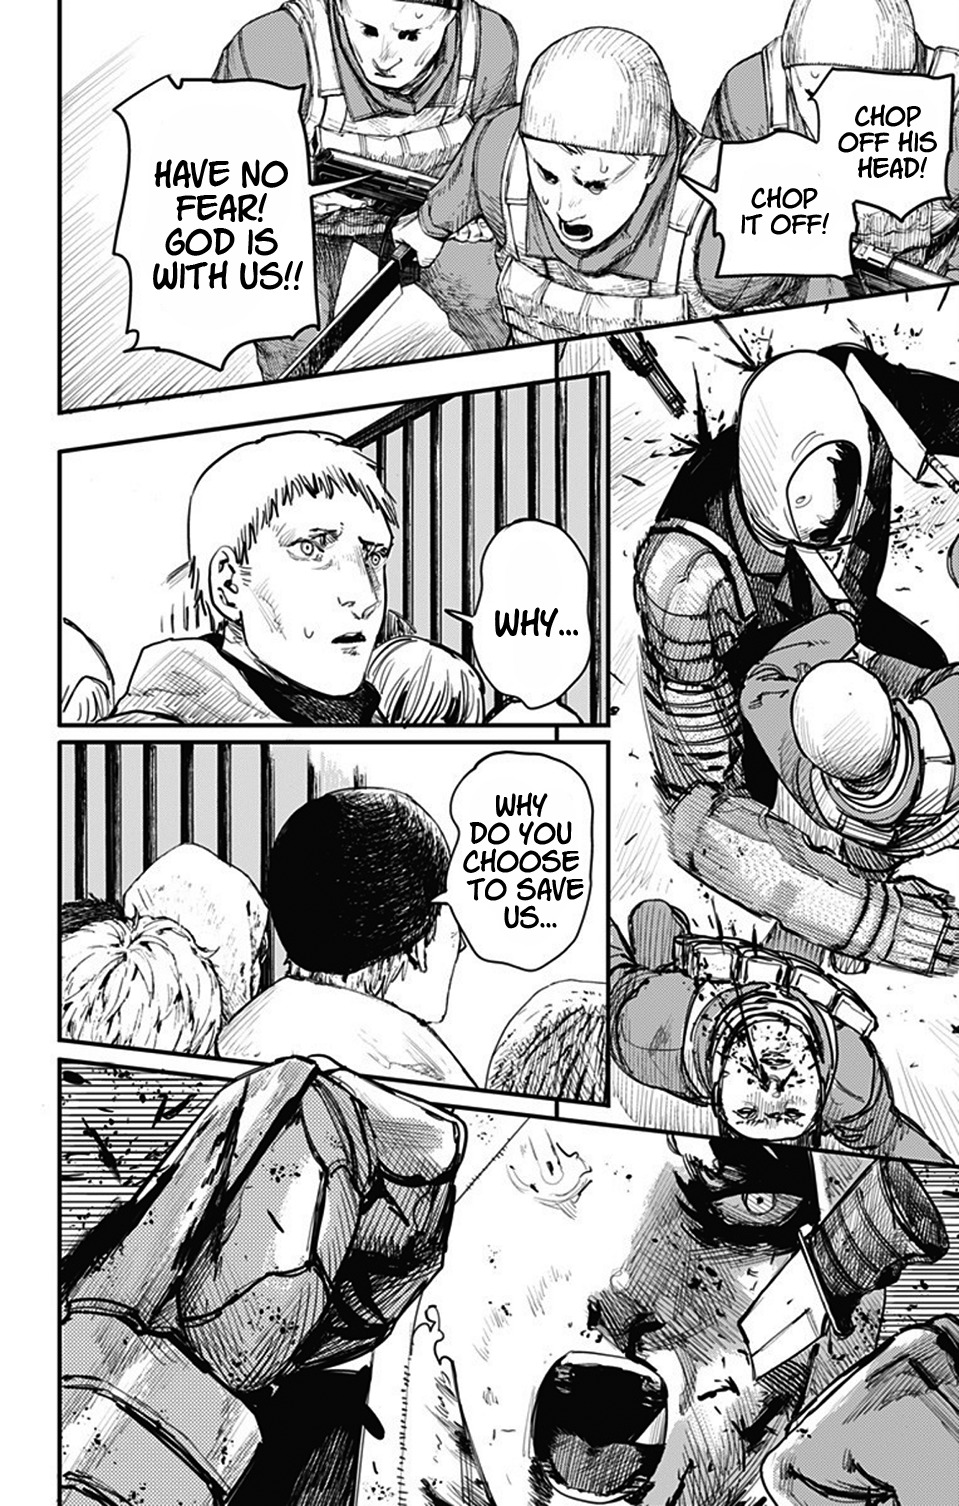 CHOP
OFF HIS
HEAD!
CHOP
IT OFF!
HAVE NO
FEAR!
GOD IS
WITH US!!
WHY...
WHY
DO YOU
CHOOSE
TO SAVE
US...